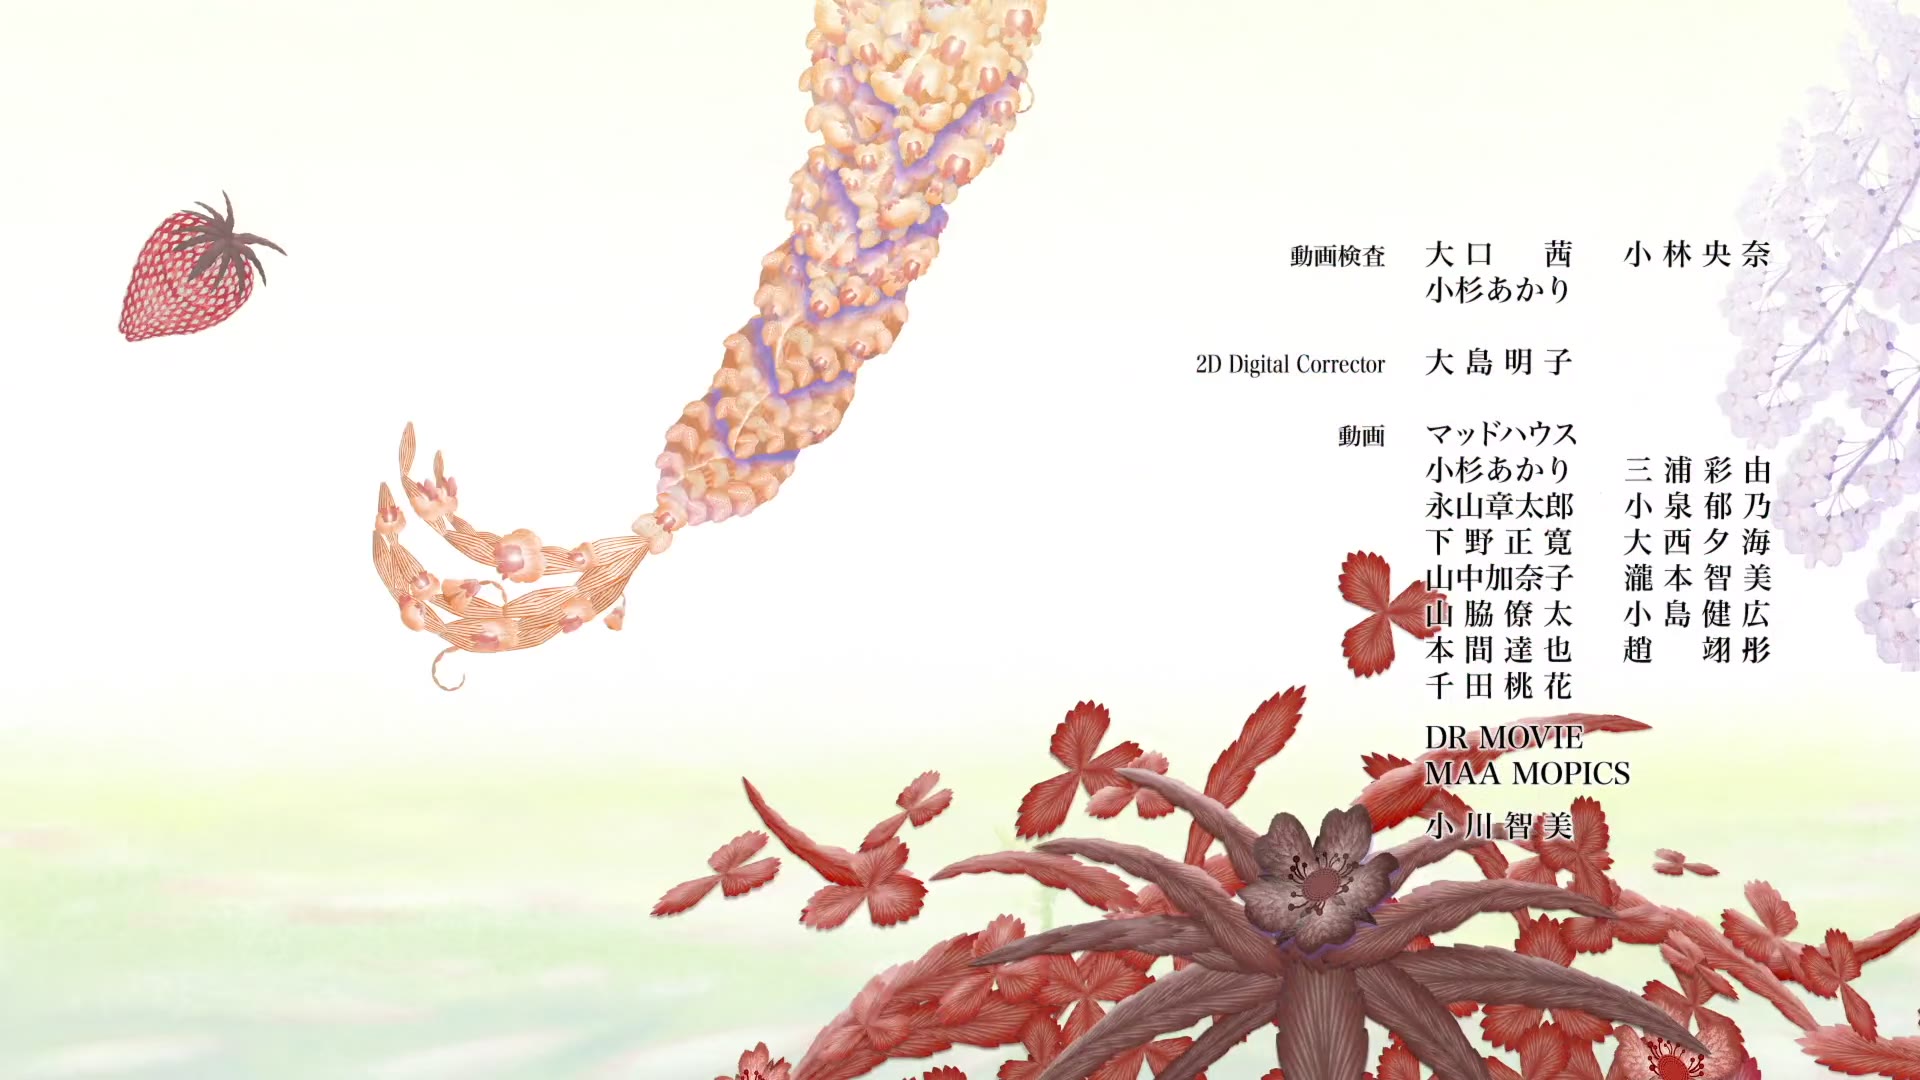 動画検査 大口 茜 小林央奈
小杉あかり
2D Digital Corrector 大島明子
動画 マッドハウス
小杉あかり 三浦彩由
永山章太郎 小泉郁乃
下野正寛 大西夕海
山中加奈子 瀧本智美
山脇僚太 小島健広
本間達也 趙 翊彤
千田桃花
DR MOVIE
MAA MOPICS
小川智美